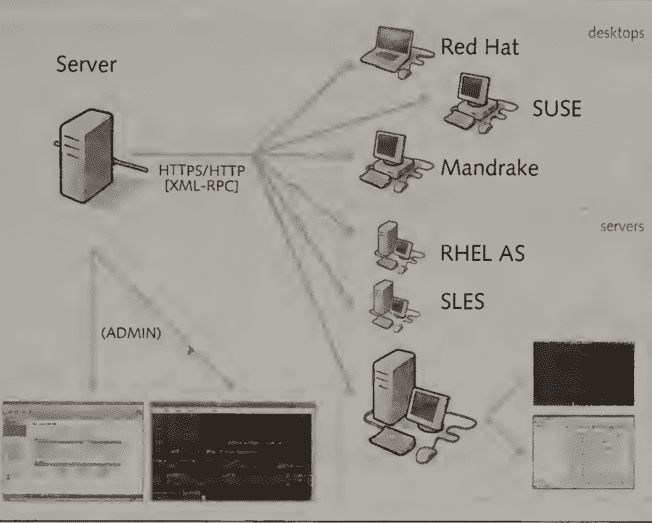 desktops
Red Hat
Server
SUSE
HTTPS/HTTP
[XML-RPC]
Mandrake
servers
RHEL AS
SLES
(ADMIN)